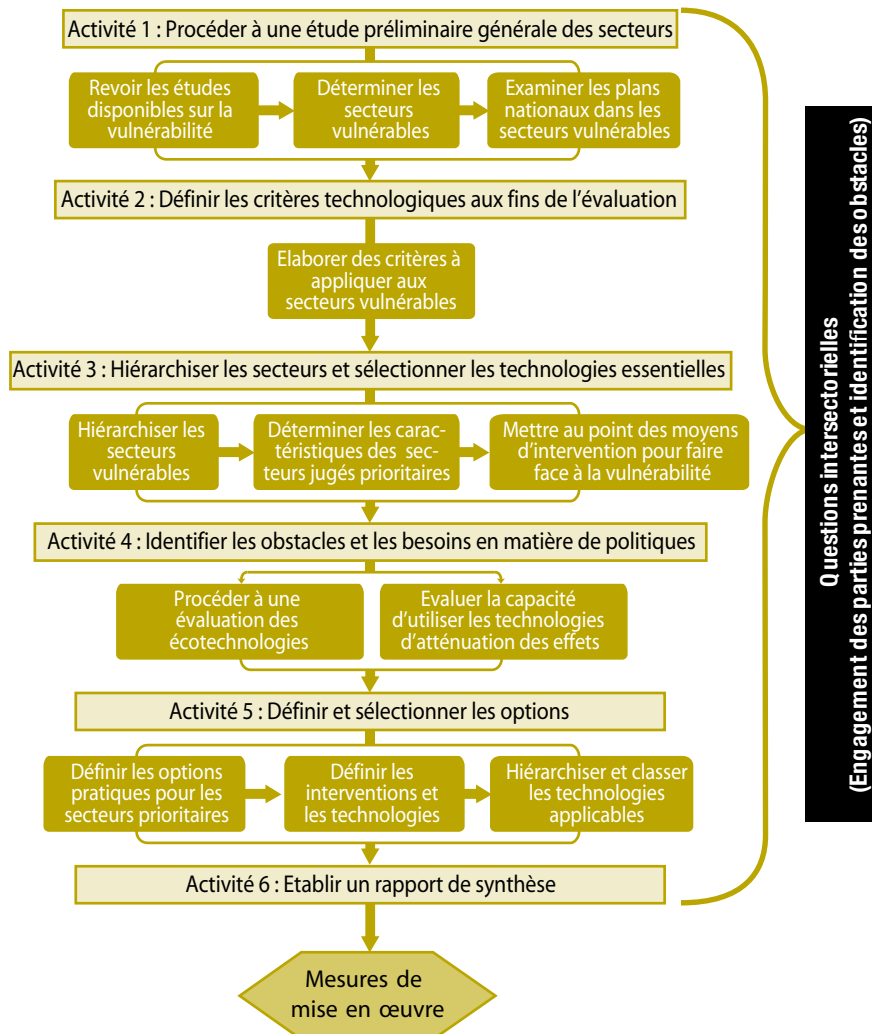 Activité 1 : Procéder à une étude préliminaire générale des secteurs
Revoir les études
disponibles sur la
vulnérabilité
Déterminer les
secteurs
vulnérables
Examiner les plans
nationaux dans les
secteurs vulnérables
Activité 2 : Définir les critères technologiques aux fins de l'évaluation
Elaborer des critères à
appliquer aux
secteurs vulnérables
Activité 3 : Hiérarchiser les secteurs et sélectionner les technologies essentielles
Hiérarchiser les
secteurs
vulnérables
Déterminer les carac-
téristiques des sec-
teurs jugés prioritaires
Mettre au point des moyens
d'intervention pour faire
face à la vulnérabilité
Activité 4 : Identifier les obstacles et les besoins en matière de politiques
Procéder à une
évaluation des
écotechnologies
Evaluer la capacité
d'utiliser les technologies
d'atténuation des effets
Activité 5 : Définir et sélectionner les options
Définir les options
pratiques pour les
secteurs prioritaires
Définir les
interventions et
les technologies
Hiérarchiser et classer
les technologies
applicables
Activité 6 : Etablir un rapport de synthèse
Mesures de
mise en œuvre
Questions intersectorielles
(Engagement des parties prenantes et identification des obstacles)